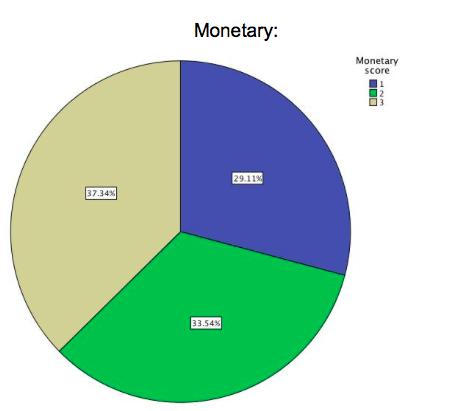 Monetary:
Monetary
score
1
2
3
29.11%
37.34%
33.54%